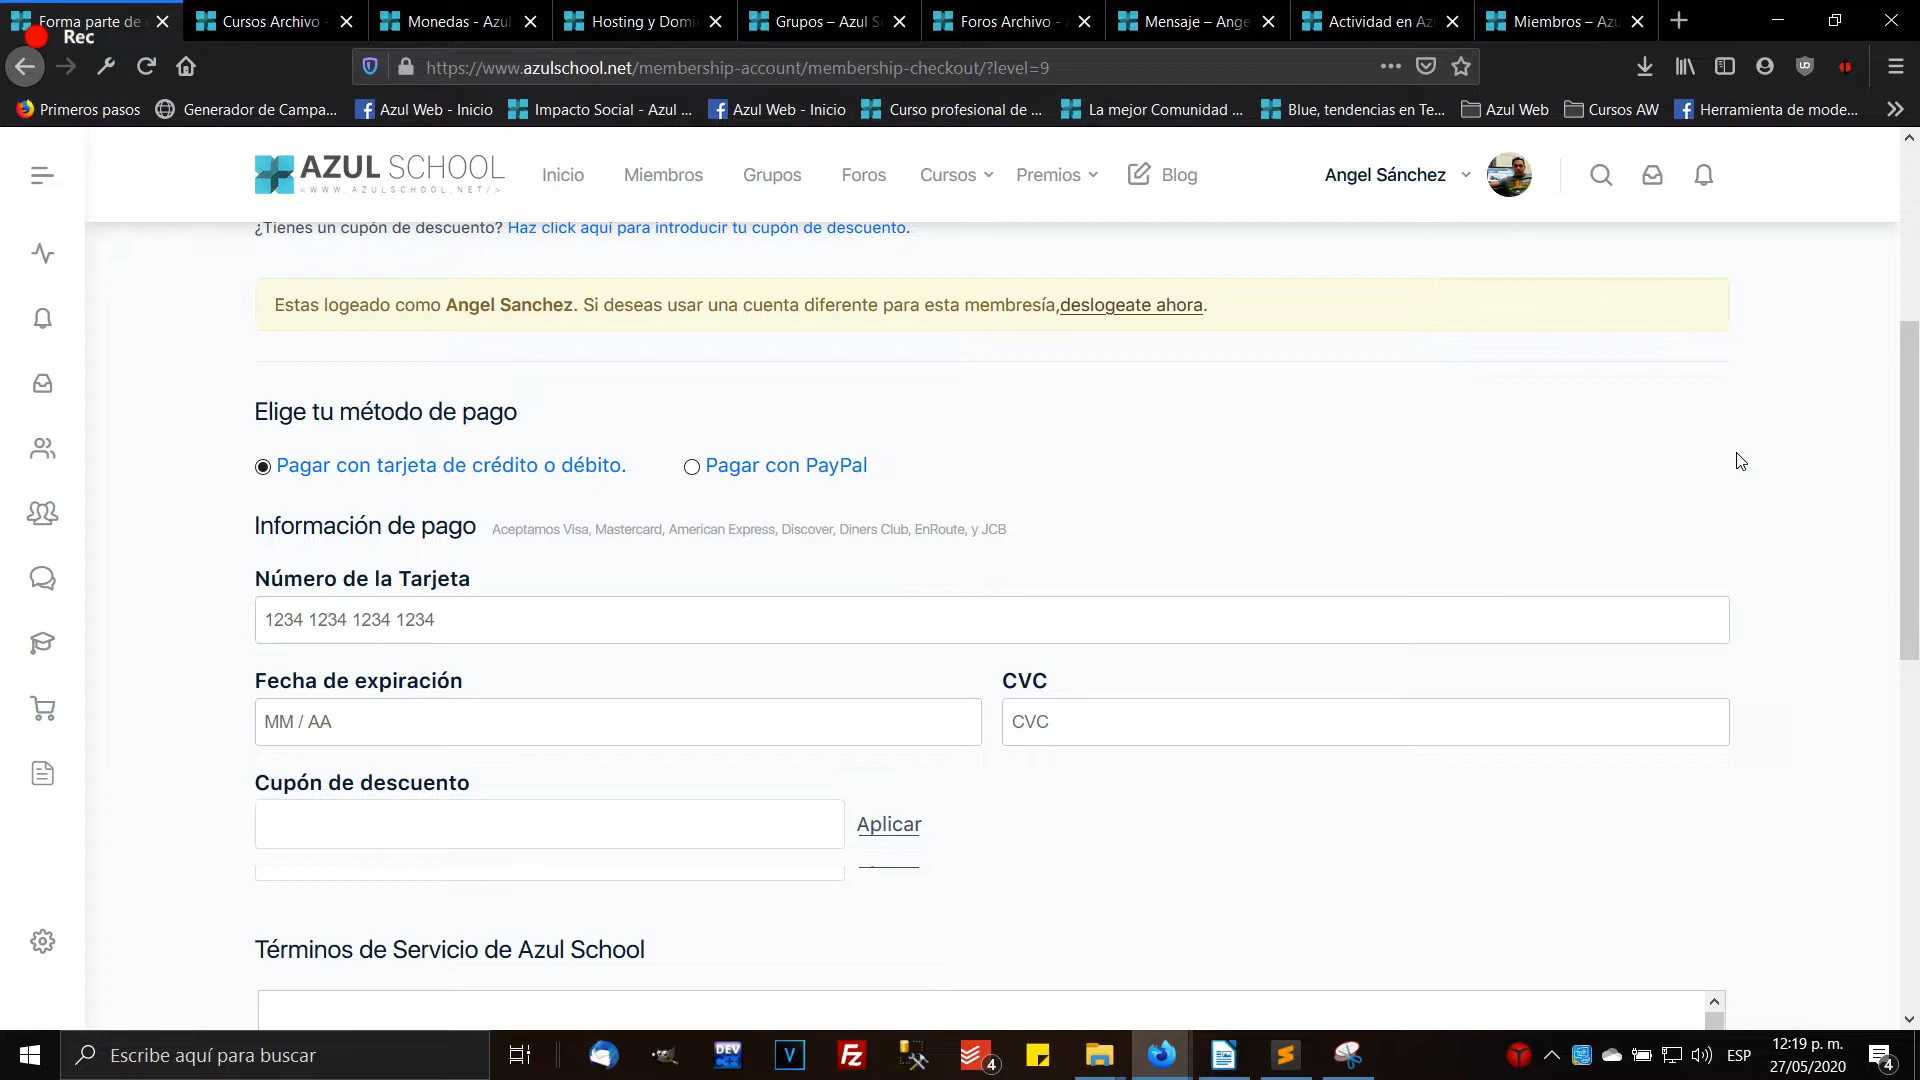 Forma parte de
Cursos Archivo -
Monedas - Azul
Hosting y Domi
Grupos – Azul S
Foros Archivo -
Mensaje – Ange
Actividad en Az
Miembros – Azu
Rec
https://www.azulschool.net/membership-account/membership-checkout/?level=9
Primeros pasos
Generador de Campa...
Azul Web - Inicio
Impacto Social - Azul ...
Azul Web - Inicio
Curso profesional de ...
La mejor Comunidad ...
Blue, tendencias en Te...
Azul Web
Cursos AW
Herramienta de mode...
AZUL SCHOOL
<WWW.AZULSCHOOL.NET/>
Inicio
Miembros
Grupos
Foros
Cursos
Premios
Blog
Angel Sánchez
¿Tienes un cupón de descuento? Haz click aquí para introducir tu cupón de descuento.
Estas logeado como Angel Sanchez. Si deseas usar una cuenta diferente para esta membresía,deslogeate ahora.
Elige tu método de pago
Pagar con tarjeta de crédito o débito.
Pagar con PayPal
Información de pago Aceptamos Visa, Mastercard, American Express, Discover, Diners Club, EnRoute, y JCB
Número de la Tarjeta
1234 1234 1234 1234
Fecha de expiración
CVC
MM / AA
CVC
Cupón de descuento
Aplicar
Términos de Servicio de Azul School
Escribe aquí para buscar
DEV
V
FZ
4
ESP
12:19 p. m.
27/05/2020
4